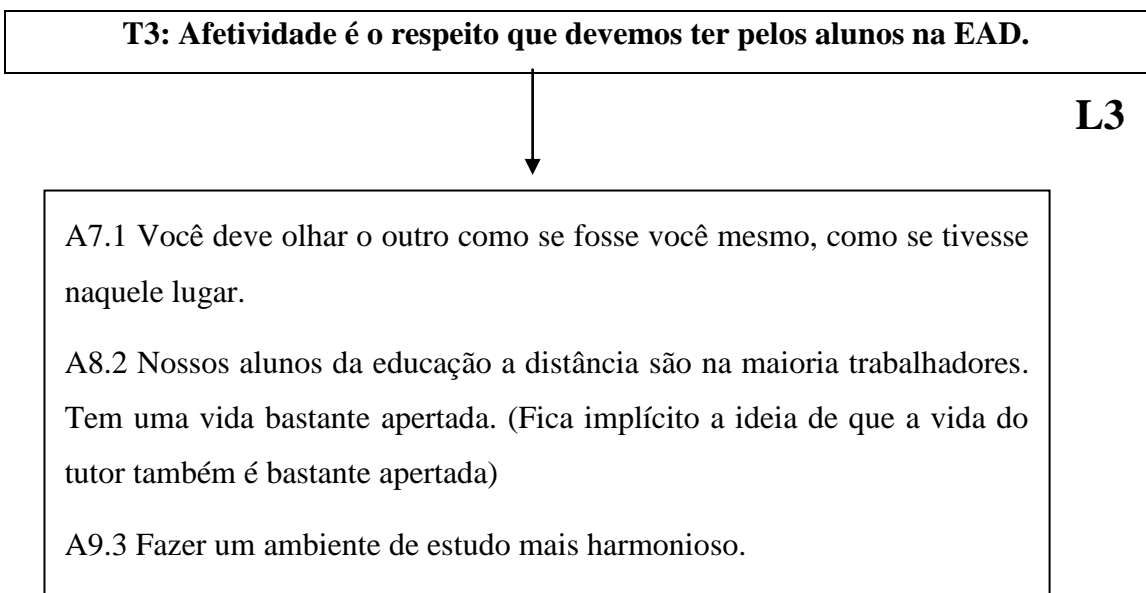 T3: Afetividade é o respeito que devemos ter pelos alunos na EAD.
L3
A7.1 Você deve olhar o outro como se fosse você mesmo, como se tivesse
naquele lugar.
A8.2 Nossos alunos da educação a distância são na maioria trabalhadores.
Tem uma vida bastante apertada. (Fica implícito a ideia de que a vida do
tutor também é bastante apertada)
A9.3 Fazer um ambiente de estudo mais harmonioso.